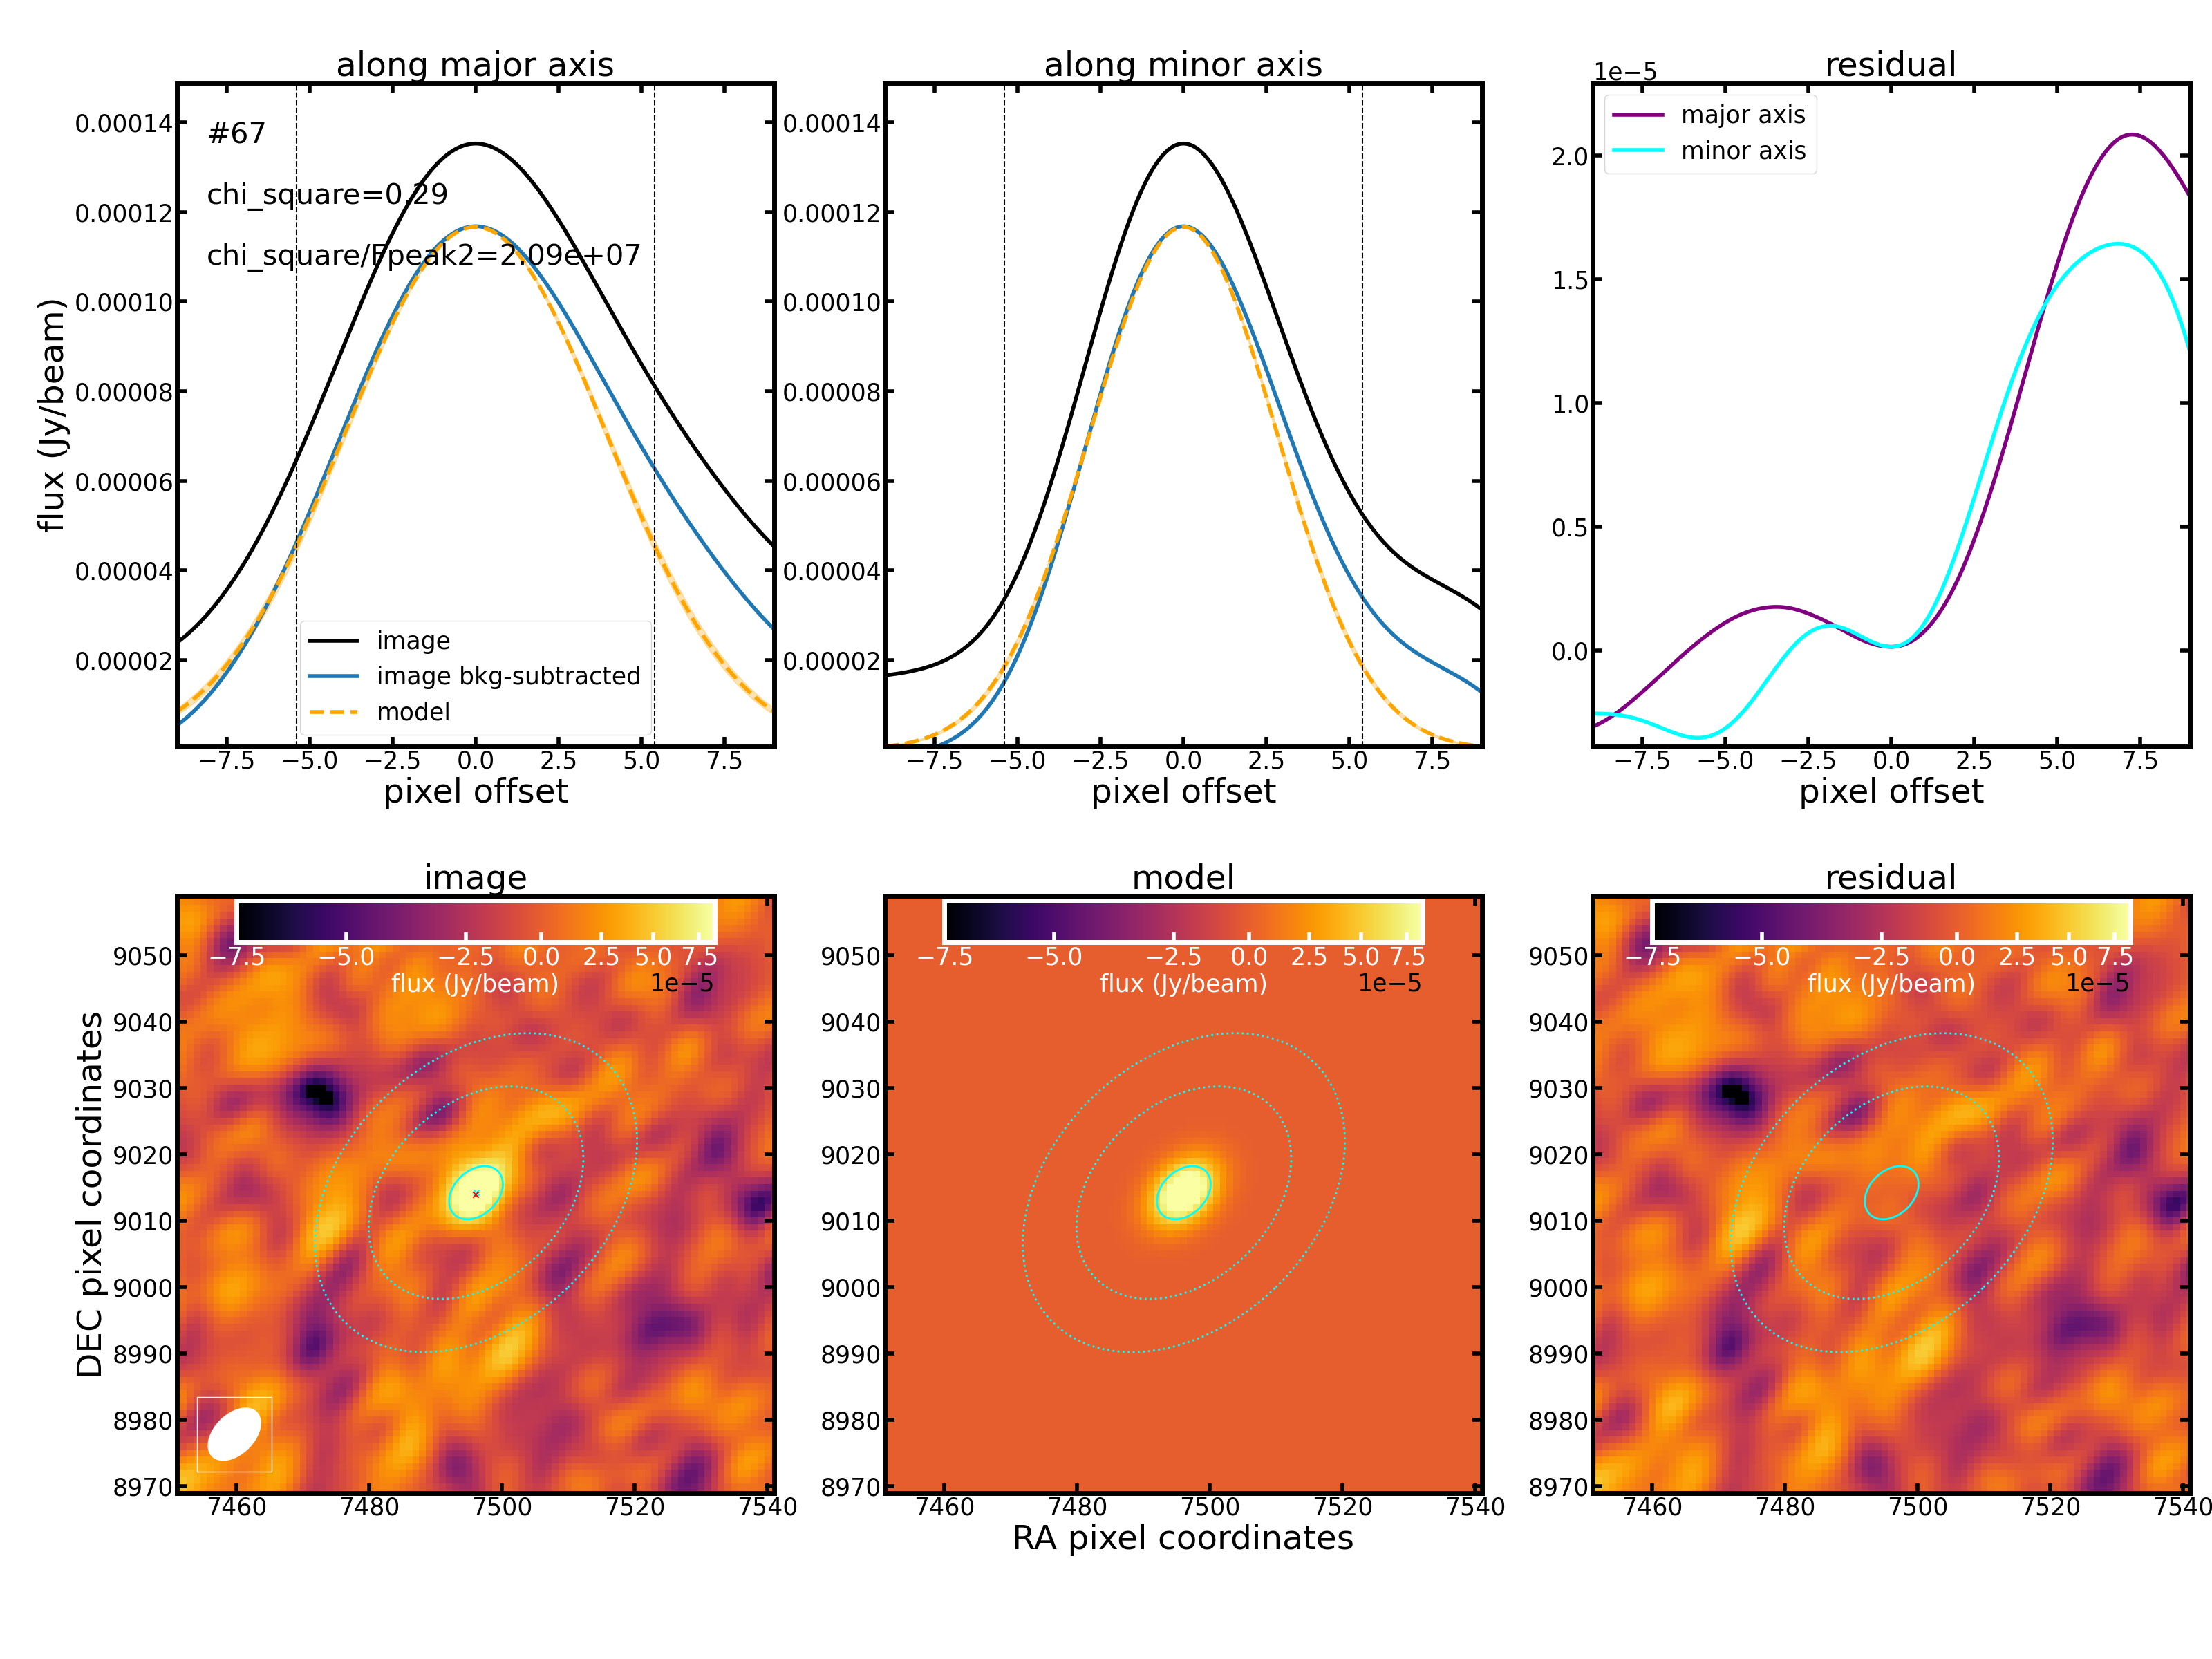 along major axis
along minor axis
residual
1e−5
#67
chi_square=0.29
chi_square/Fpeak2=2.09e+07
0.00014
0.00012
0.00010
0.00008
0.00006
0.00004
0.00002
flux (Jy/beam)
image
image bkg-subtracted
model
−7.5 −5.0 −2.5 0.0 2.5 5.0 7.5
pixel offset
0.00014
0.00012
0.00010
0.00008
0.00006
0.00004
0.00002
−7.5 −5.0 −2.5 0.0 2.5 5.0 7.5
pixel offset
major axis
minor axis
2.0
1.5
1.0
0.5
0.0
−7.5 −5.0 −2.5 0.0 2.5 5.0 7.5
pixel offset
image
−7.5 −5.0 −2.5 0.0 2.5 5.0 7.5
flux (Jy/beam)
1e−5
9050
9040
9030
9020
9010
9000
8990
8980
8970
DEC pixel coordinates
7460 7480 7500 7520 7540
model
−7.5 −5.0 −2.5 0.0 2.5 5.0 7.5
flux (Jy/beam)
1e−5
9050
9040
9030
9020
9010
9000
8990
8980
8970
7460 7480 7500 7520 7540
RA pixel coordinates
residual
−7.5 −5.0 −2.5 0.0 2.5 5.0 7.5
flux (Jy/beam)
1e−5
9050
9040
9030
9020
9010
9000
8990
8980
8970
7460 7480 7500 7520 7540